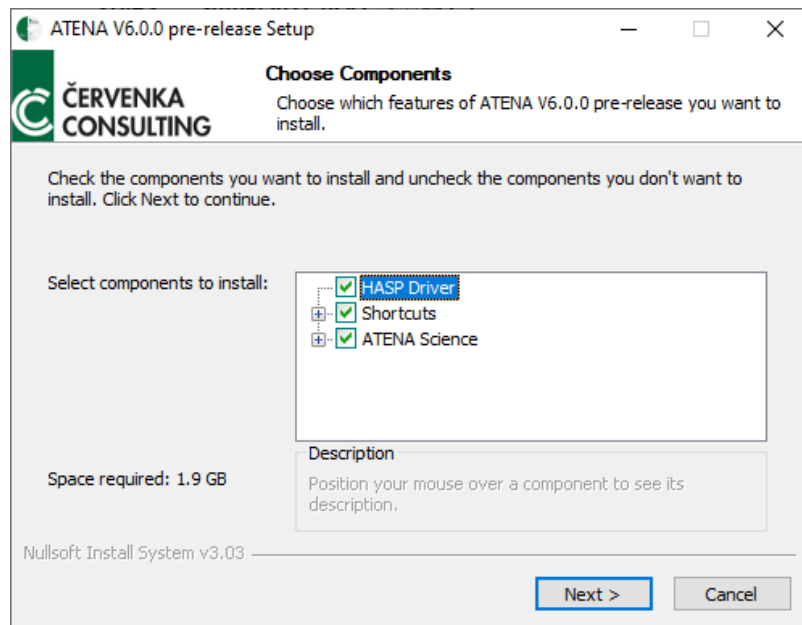 ATENA V6.0.0 pre-release Setup
ČERVENKA
CONSULTING
Choose Components
Choose which features of ATENA V6.0.0 pre-release you want to
install.
Check the components you want to install and uncheck the components you don't want to
install. Click Next to continue.
Select components to install:
HASP Driver
Shortcuts
ATENA Science
Space required: 1.9 GB
Description
Position your mouse over a component to see its
description.
Nullsoft Install System v3.03
Next >
Cancel